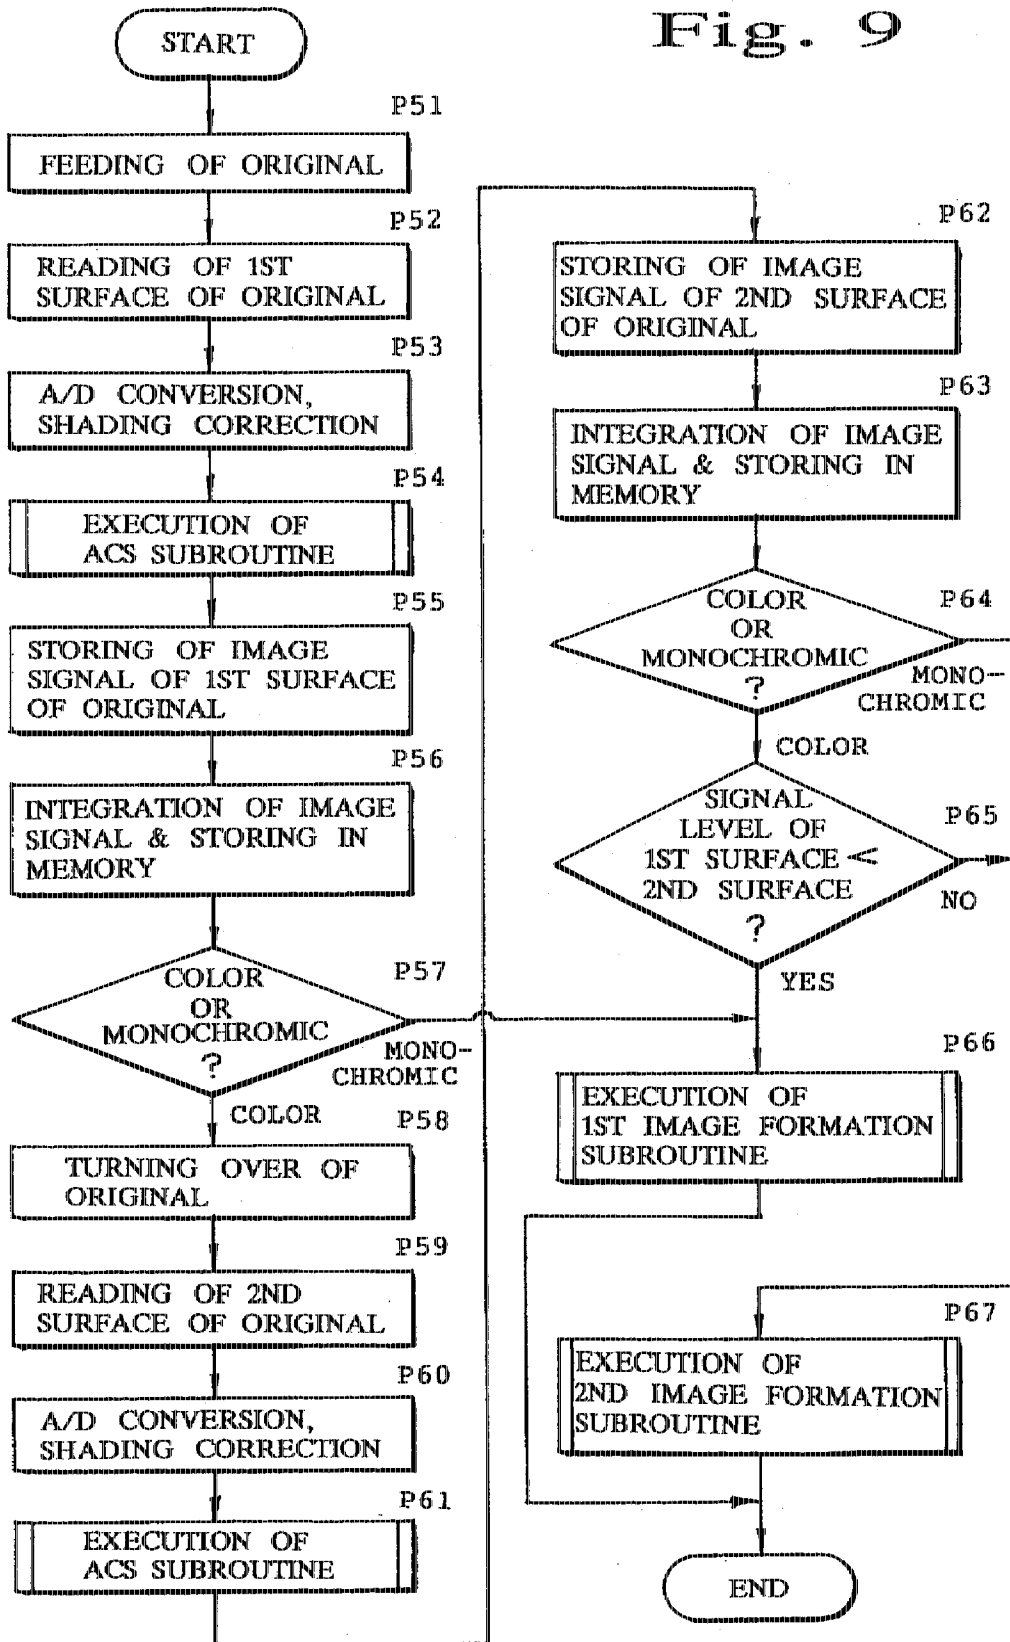 Fig. 9
START
P51
FEEDING OF ORIGINAL
P52
READING OF 1ST
SURFACE OF ORIGINAL
P53
A/D CONVERSION,
SHADING CORRECTION
P54
EXECUTION OF
ACS SUBROUTINE
P55
STORING OF IMAGE
SIGNAL OF 1ST SURFACE
OF ORIGINAL
P56
INTEGRATION OF IMAGE
SIGNAL & STORING IN
MEMORY
P57
COLOR
OR
MONOCHROMIC
?
MONO-
CHROMIC
COLOR
P58
TURNING OVER OF
ORIGINAL
P59
READING OF 2ND
SURFACE OF ORIGINAL
P60
A/D CONVERSION,
SHADING CORRECTION
P61
EXECUTION OF
ACS SUBROUTINE
P62
STORING OF IMAGE
SIGNAL OF 2ND SURFACE
OF ORIGINAL
P63
INTEGRATION OF IMAGE
SIGNAL & STORING IN
MEMORY
P64
COLOR
OR
MONOCHROMIC
?
MONO-
CHROMIC
COLOR
P65
SIGNAL
LEVEL OF
1ST SURFACE <
2ND SURFACE
?
NO
YES
P66
EXECUTION OF
1ST IMAGE FORMATION
SUBROUTINE
P67
EXECUTION OF
2ND IMAGE FORMATION
SUBROUTINE
END